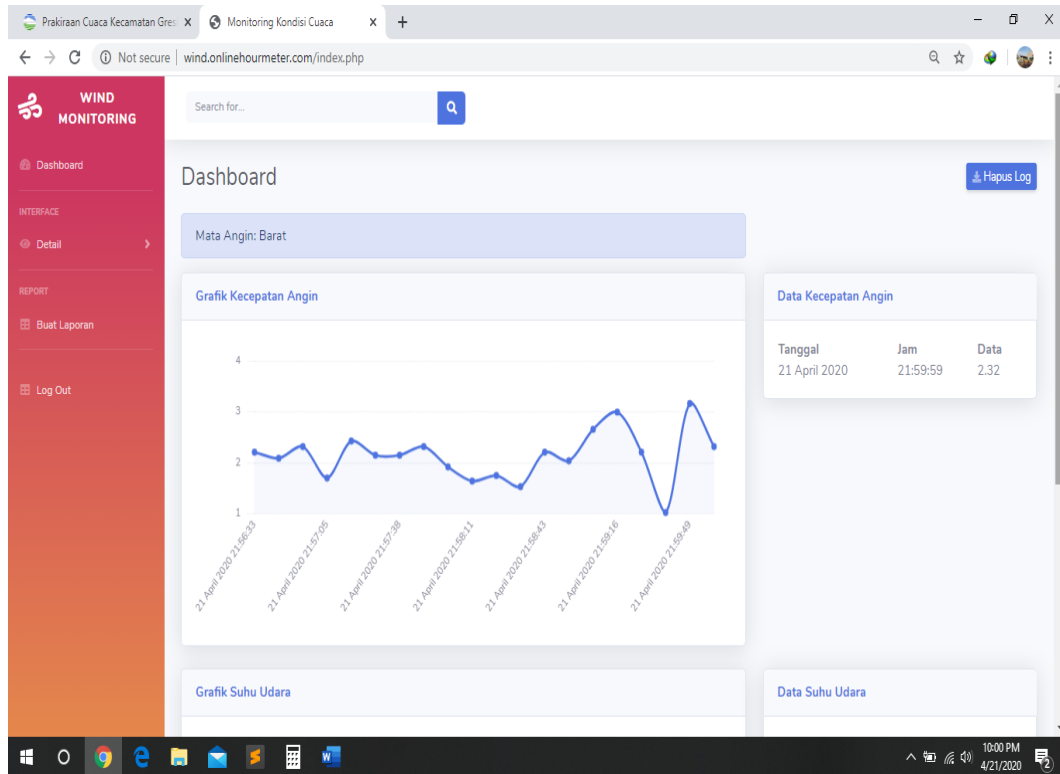 Prakiraan Cuaca Kecamatan Gres
Monitoring Kondisi Cuaca
Not secure
wind.onlinehourmeter.com/index.php
WIND
MONITORING
Search for...
Dashboard
Dashboard
Hapus Log
INTERFACE
Mata Angin: Barat
Detail
REPORT
Buat Laporan
Log Out
Grafik Kecepatan Angin
4
3
2
1
21 April 2020 21:56:33
21 April 2020 21:57:05
21 April 2020 21:57:38
21 April 2020 21:58:11
21 April 2020 21:58:43
21 April 2020 21:59:16
21 April 2020 21:59:49
Data Kecepatan Angin
Tanggal Jam Data
21 April 2020 21:59:59 2.32
Grafik Suhu Udara
Data Suhu Udara
10:00 PM
4/21/2020
2